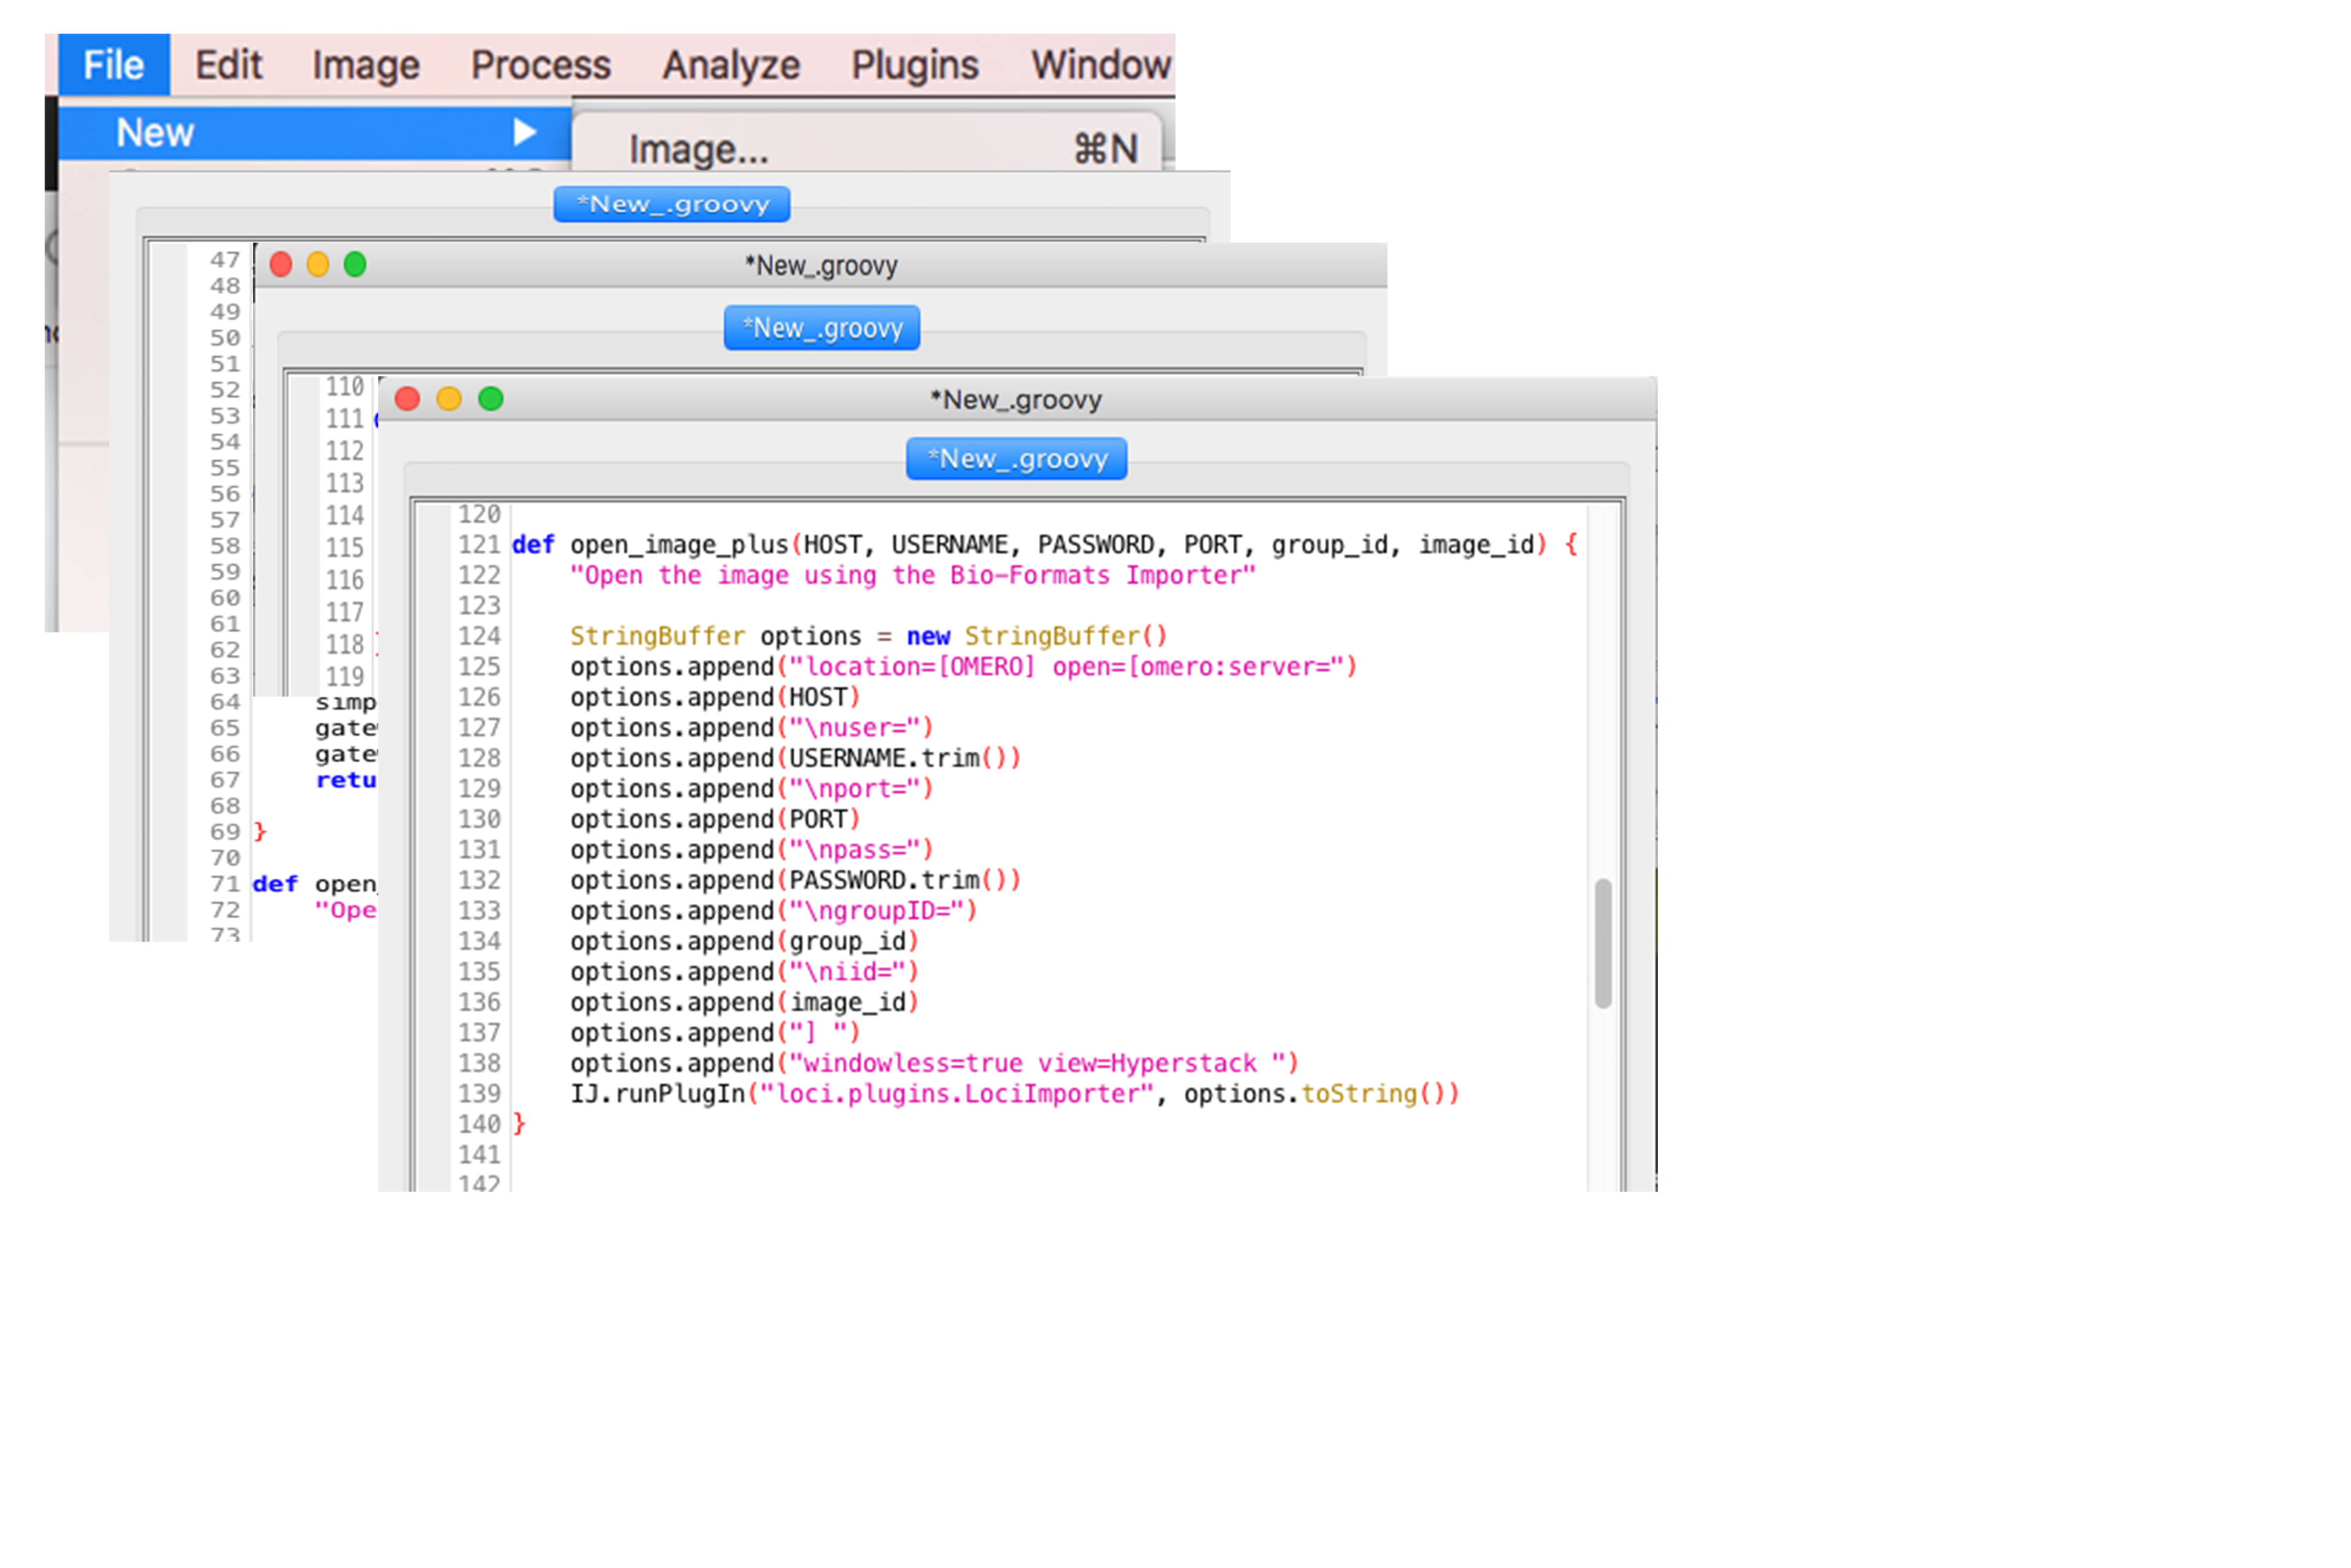 File Edit Image Process Analyze Plugins Window
New
Image... ⌘N
*New_.groovy
47
48
49
50
51
52
53
54
55
56
57
58
59
60
61
62
63
64 simp
65 gate
66 gate
67 retu
68
69 }
70
71 def open_
72 "Ope
73
*New_.groovy
*New_.groovy
110
111
112
113
114
115
116
117
118
119
*New_.groovy
*New_.groovy
120
121 def open_image_plus(HOST, USERNAME, PASSWORD, PORT, group_id, image_id) {
122 "Open the image using the Bio-Formats Importer"
123
124 StringBuffer options = new StringBuffer()
125 options.append("location=[OMERO] open=[omero:server=")
126 options.append(HOST)
127 options.append("\nuser=")
128 options.append(USERNAME.trim())
129 options.append("\nport=")
130 options.append(PORT)
131 options.append("\npass=")
132 options.append(PASSWORD.trim())
133 options.append("\ngroupID=")
134 options.append(group_id)
135 options.append("\niid=")
136 options.append(image_id)
137 options.append("] ")
138 options.append("windowless=true view=Hyperstack ")
139 IJ.runPlugIn("loci.plugins.LociImporter", options.toString())
140 }
141
142